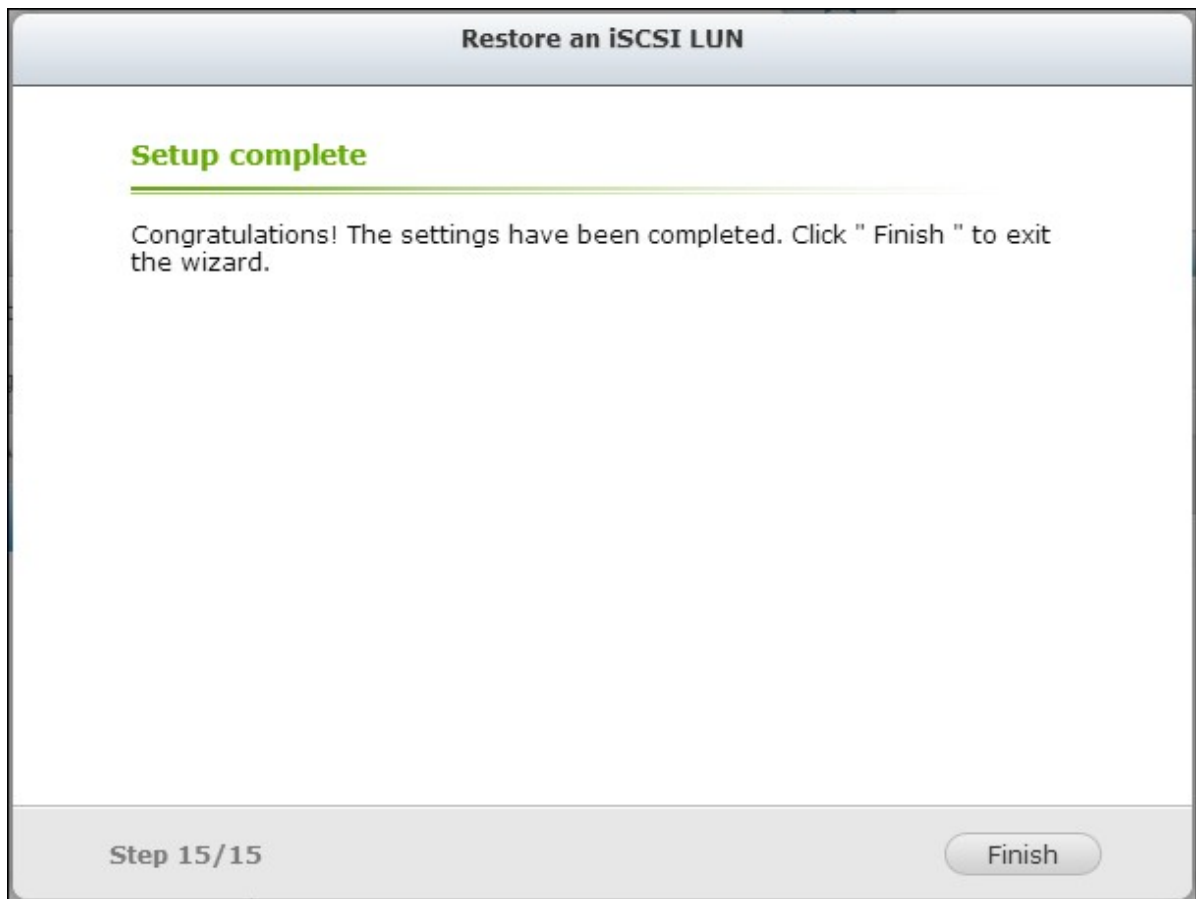 Restore an iSCSI LUN
Setup complete
Congratulations! The settings have been completed. Click " Finish " to exit
the wizard.
Step 15/15
Finish